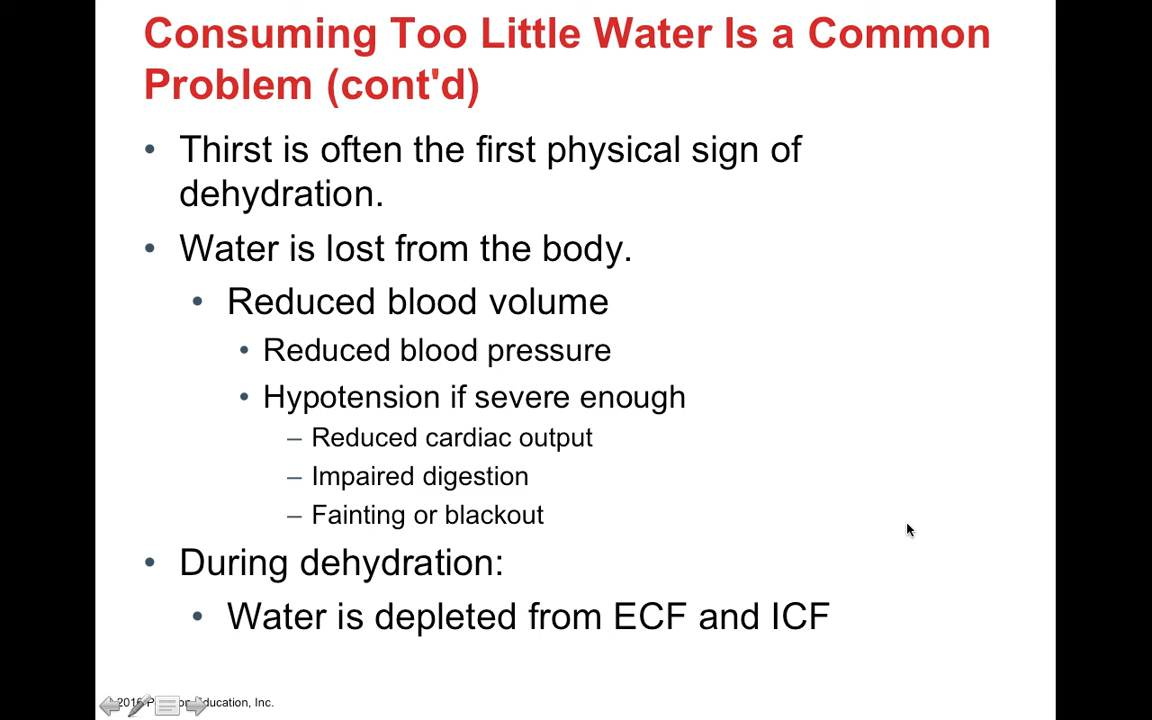 Consuming Too Little Water Is a Common
Problem (cont'd)
• Thirst is often the first physical sign of
dehydration.
• Water is lost from the body.
• Reduced blood volume
• Reduced blood pressure
• Hypotension if severe enough
– Reduced cardiac output
– Impaired digestion
– Fainting or blackout
• During dehydration:
• Water is depleted from ECF and ICF
2016 Education, Inc.